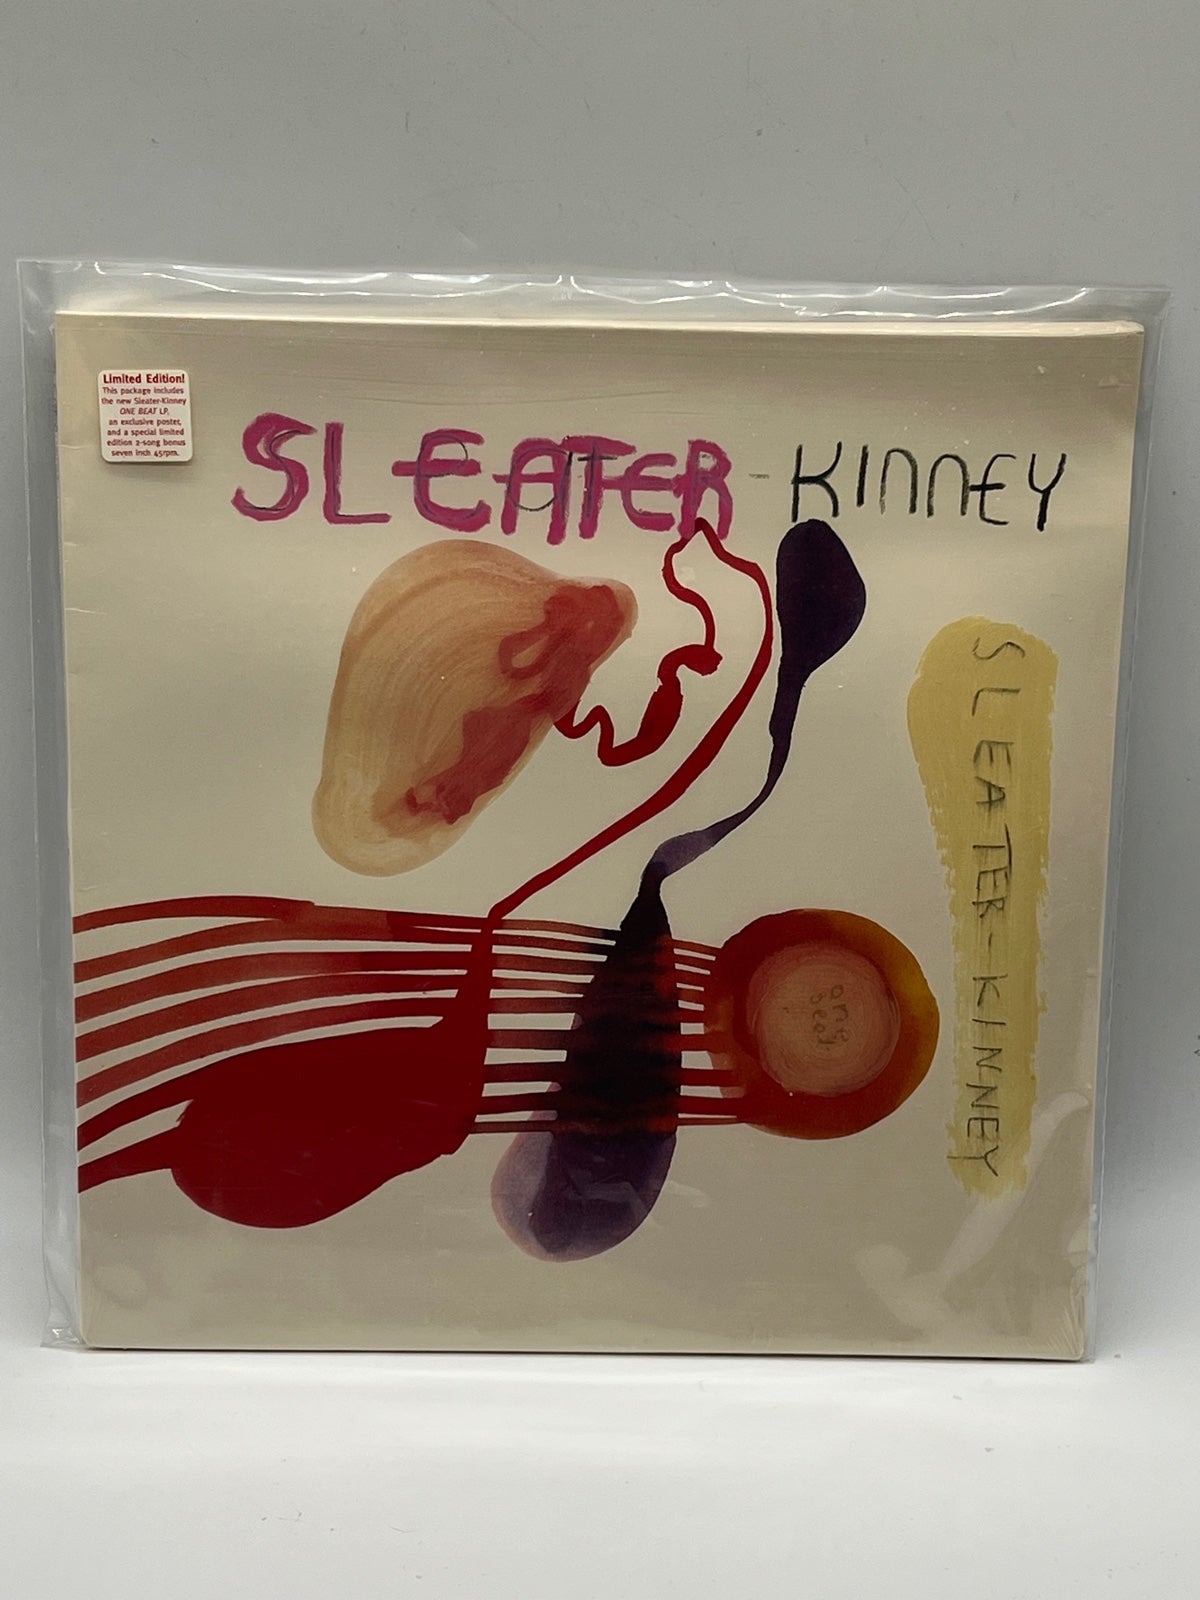 Limited Edition!
This package includes
the new Sleater-Kinney
ONE BEAT LP,
an exclusive poster,
and a special limited
edition 2-song bonus
seven inch 45rpm.
SLEATER-KINNEY
SLEATER-KINNEY
one
beat